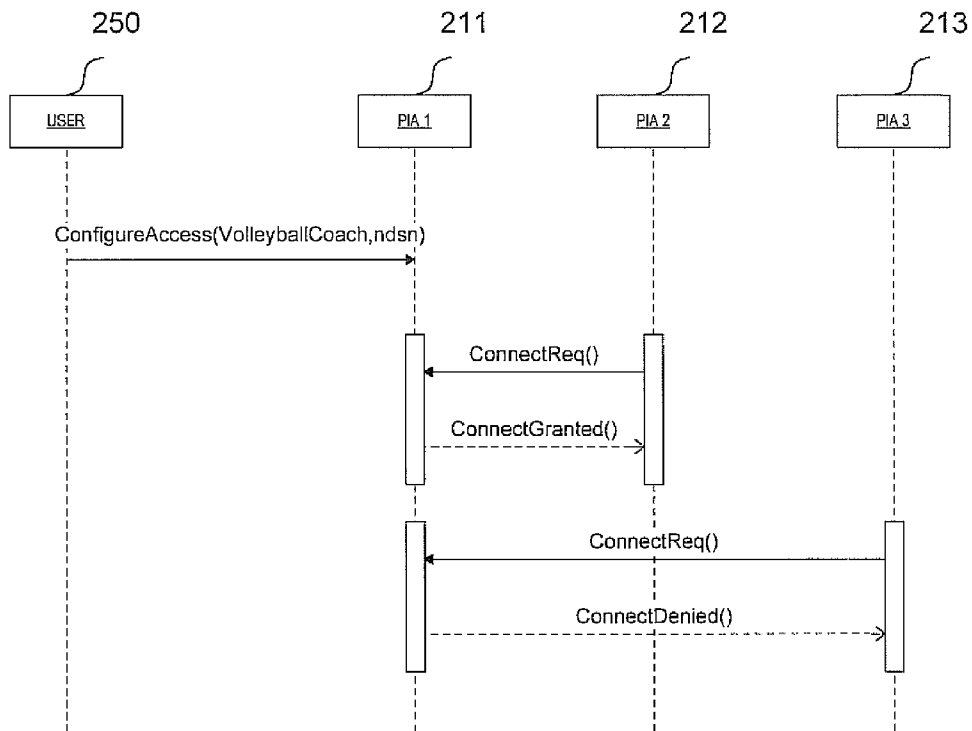 250
211
212
213
USER
PIA 1
PIA 2
PIA 3
ConfigureAccess(VolleyballCoach,ndsn)
ConnectReq()
ConnectGranted()
ConnectReq()
ConnectDenied()